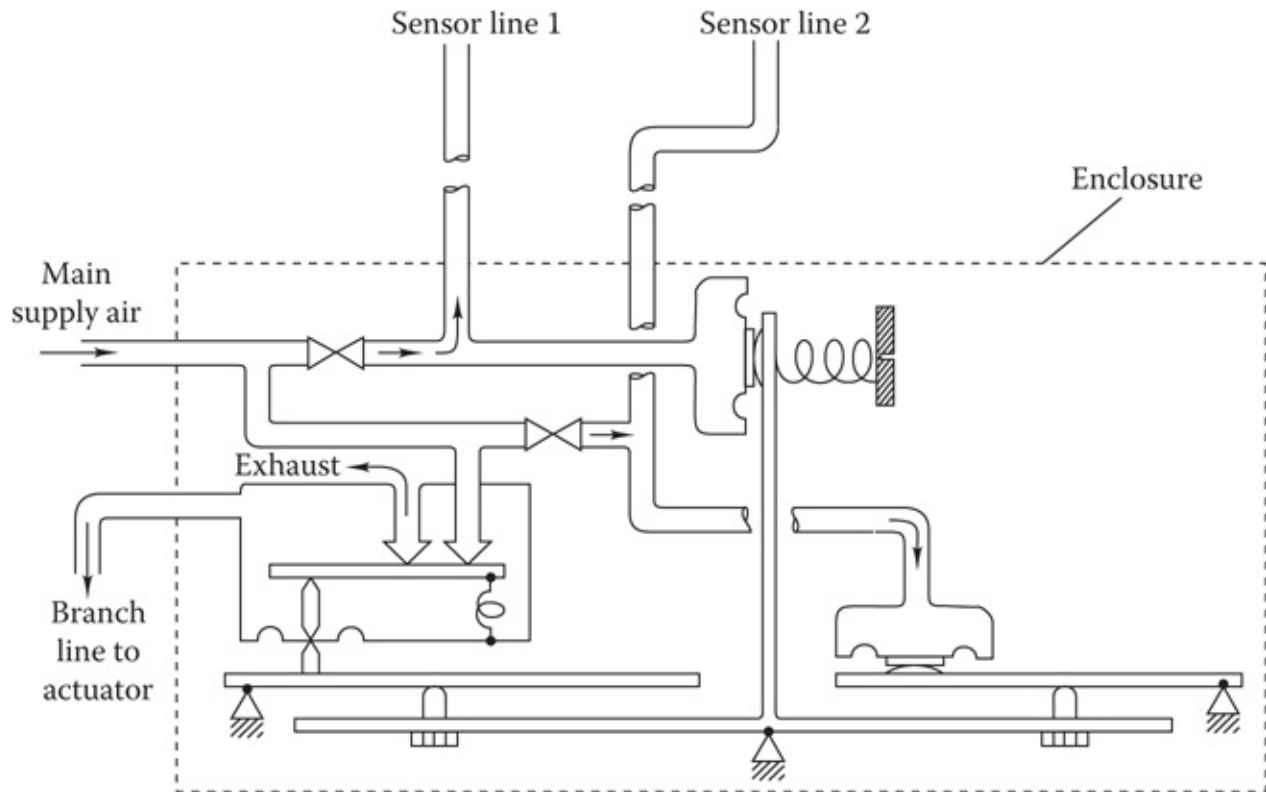 Sensor line 1
Sensor line 2
Enclosure
Main
supply air
Exhaust
Branch
line to
actuator